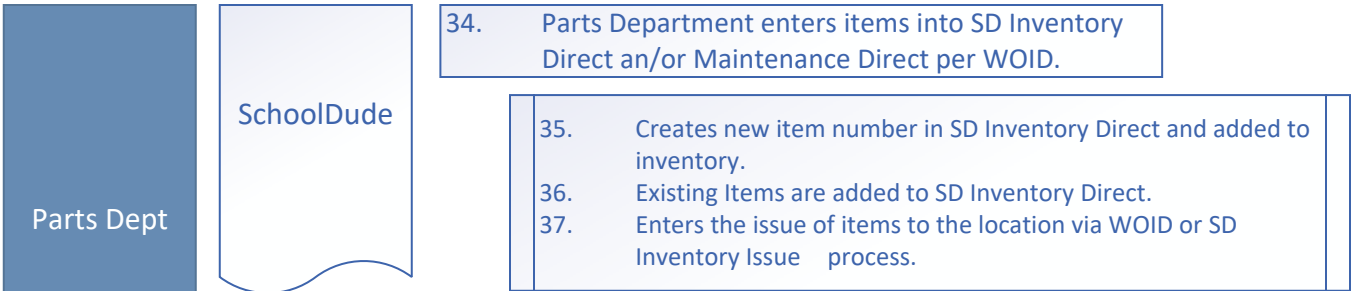 Parts Dept
SchoolDude
34. Parts Department enters items into SD Inventory
Direct an/or Maintenance Direct per WOID.
35. Creates new item number in SD Inventory Direct and added to
inventory.
36. Existing Items are added to SD Inventory Direct.
37. Enters the issue of items to the location via WOID or SD
Inventory Issue process.